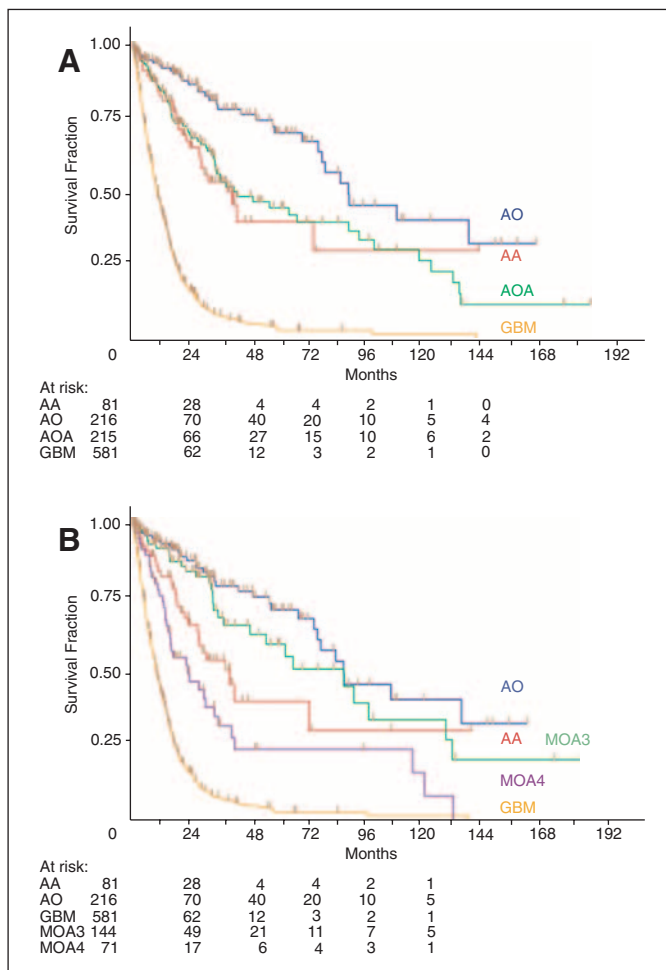 A
1.00
0.75
0.50
0.25
Survival Fraction
AO
AA
AOA
GBM
0 24 48 72 96 120 144 168 192
Months
At risk:
AA 81 28 4 4 2 1 0
AO 216 70 40 20 10 5 4
AOA 215 66 27 15 10 6 2
GBM 581 62 12 3 2 1 0
B
1.00
0.75
0.50
0.25
Survival Fraction
AO
AA MOA3
MOA4
GBM
0 24 48 72 96 120 144 168 192
Months
At risk:
AA 81 28 4 4 2 1
AO 216 70 40 20 10 5
GBM 581 62 12 3 2 1
MOA3 144 49 21 11 7 5
MOA4 71 17 6 4 3 1